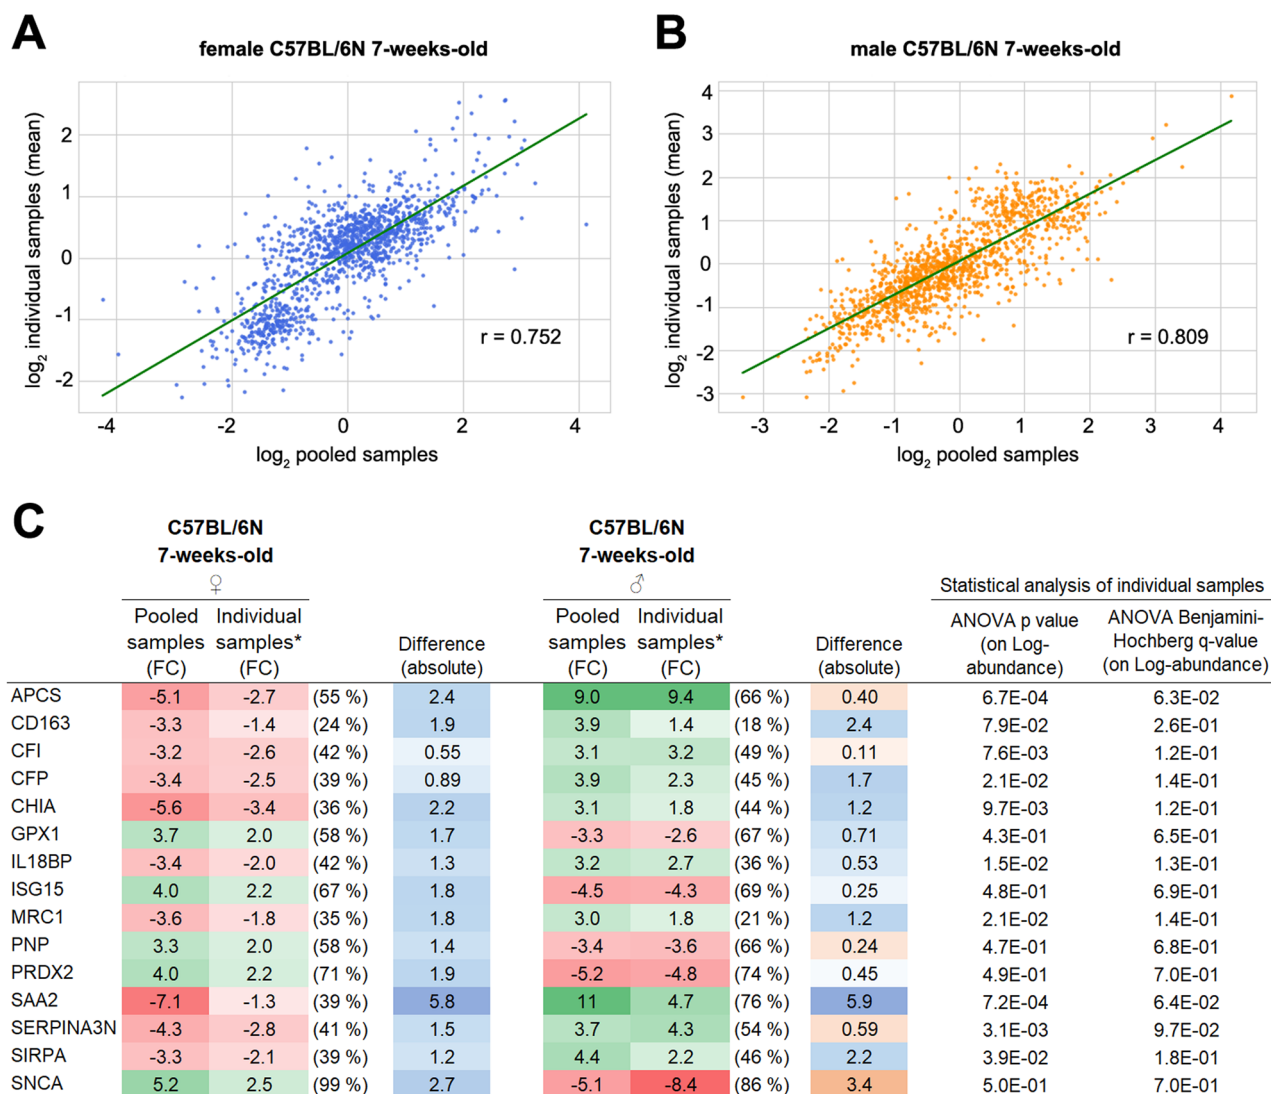 A
B
female C57BL/6N 7-weeks-old
male C57BL/6N 7-weeks-old
log2 individual samples (mean)
2
1
0
-1
-2
r = 0.752
-4
-2
0
2
4
log2 pooled samples
log2 individual samples (mean)
4
3
2
1
0
-1
-2
-3
r = 0.809
-3
-2
-1
0
1
2
3
4
log2 pooled samples
C
C57BL/6N 7-weeks-old ♀
C57BL/6N 7-weeks-old ♂
Statistical analysis of individual samples
Pooled samples (FC) Individual samples* (FC) Difference (absolute) Pooled samples (FC) Individual samples* (FC) Difference (absolute) ANOVA p value (on Log-abundance) ANOVA Benjamini-Hochberg q-value (on Log-abundance)
APCS -5.1 -2.7 (55 %) 2.4 9.0 9.4 (66 %) 0.40 6.7E-04 6.3E-02
CD163 -3.3 -1.4 (24 %) 1.9 3.9 1.4 (18 %) 2.4 7.9E-02 2.6E-01
CFI -3.2 -2.6 (42 %) 0.55 3.1 3.2 (49 %) 0.11 7.6E-03 1.2E-01
CFP -3.4 -2.5 (39 %) 0.89 3.9 2.3 (45 %) 1.7 2.1E-02 1.4E-01
CHIA -5.6 -3.4 (36 %) 2.2 3.1 1.8 (44 %) 1.2 9.7E-03 1.2E-01
GPX1 3.7 2.0 (58 %) 1.7 -3.3 -2.6 (67 %) 0.71 4.3E-01 6.5E-01
IL18BP -3.4 -2.0 (42 %) 1.3 3.2 2.7 (36 %) 0.53 1.5E-02 1.3E-01
ISG15 4.0 2.2 (67 %) 1.8 -4.5 -4.3 (69 %) 0.25 4.8E-01 6.9E-01
MRC1 -3.6 -1.8 (35 %) 1.8 3.0 1.8 (21 %) 1.2 2.1E-02 1.4E-01
PNP 3.3 2.0 (58 %) 1.4 -3.4 -3.6 (66 %) 0.24 4.7E-01 6.8E-01
PRDX2 4.0 2.2 (71 %) 1.9 -5.2 -4.8 (74 %) 0.45 4.9E-01 7.0E-01
SAA2 -7.1 -1.3 (39 %) 5.8 11 4.7 (76 %) 5.9 7.2E-04 6.4E-02
SERPINA3N -4.3 -2.8 (41 %) 1.5 3.7 4.3 (54 %) 0.59 3.1E-03 9.7E-02
SIRPA -3.3 -2.1 (39 %) 1.2 4.4 2.2 (46 %) 2.2 3.9E-02 1.8E-01
SNCA 5.2 2.5 (99 %) 2.7 -5.1 -8.4 (86 %) 3.4 5.0E-01 7.0E-01